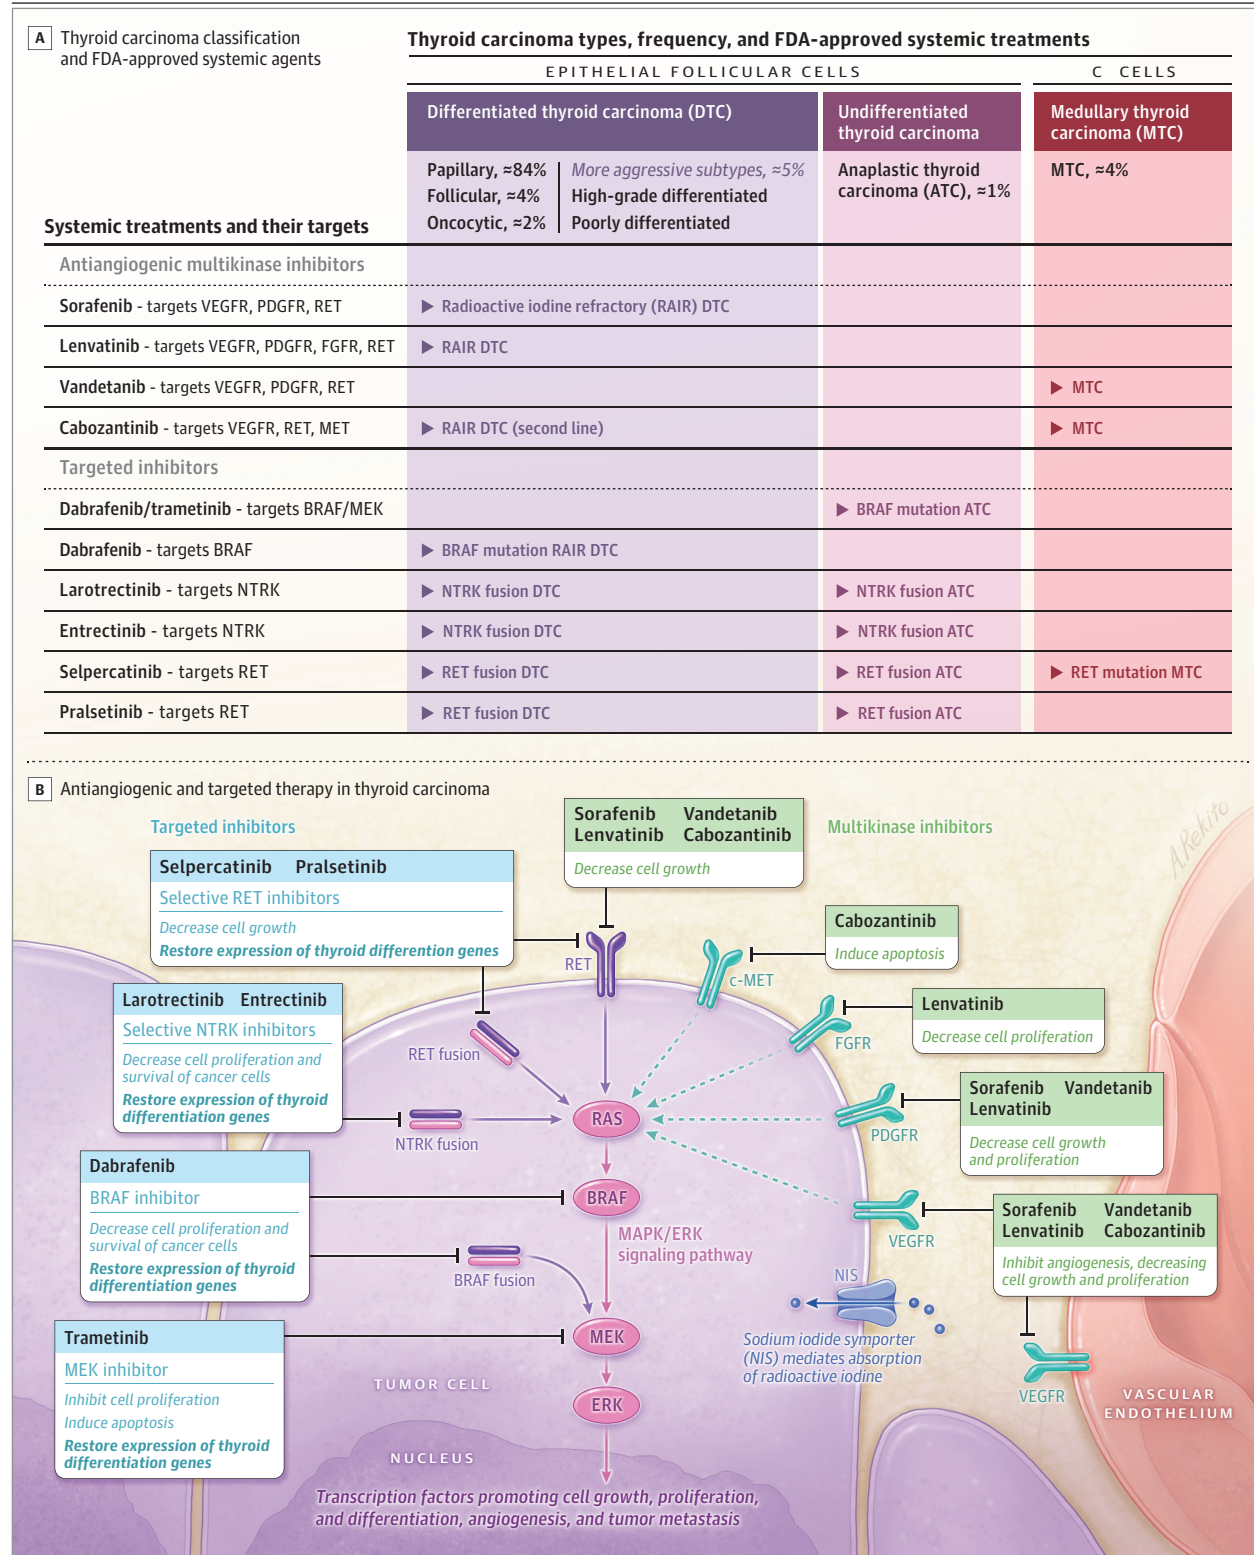 A Thyroid carcinoma classification
and FDA-approved systemic agents
Thyroid carcinoma types, frequency, and FDA-approved systemic treatments
EPITHELIAL FOLLICULAR CELLS
C CELLS
Differentiated thyroid carcinoma (DTC)
Undifferentiated
thyroid carcinoma
Medullary thyroid
carcinoma (MTC)
Papillary, ≈84%
Follicular, ≈4%
Oncocytic, ≈2%
More aggressive subtypes, ≈5%
High-grade differentiated
Poorly differentiated
Anaplastic thyroid
carcinoma (ATC), ≈1%
MTC, ≈4%
Systemic treatments and their targets
Antiangiogenic multikinase inhibitors
Sorafenib - targets VEGFR, PDGFR, RET ▶ Radioactive iodine refractory (RAIR) DTC
Lenvatinib - targets VEGFR, PDGFR, FGFR, RET ▶ RAIR DTC
Vandetanib - targets VEGFR, PDGFR, RET ▶ MTC
Cabozantinib - targets VEGFR, RET, MET ▶ RAIR DTC (second line) ▶ MTC
Targeted inhibitors
Dabrafenib/trametinib - targets BRAF/MEK ▶ BRAF mutation ATC
Dabrafenib - targets BRAF ▶ BRAF mutation RAIR DTC
Larotrectinib - targets NTRK ▶ NTRK fusion DTC ▶ NTRK fusion ATC
Entrectinib - targets NTRK ▶ NTRK fusion DTC ▶ NTRK fusion ATC
Selpercatinib - targets RET ▶ RET fusion DTC ▶ RET fusion ATC ▶ RET mutation MTC
Pralsetinib - targets RET ▶ RET fusion DTC ▶ RET fusion ATC
B Antiangiogenic and targeted therapy in thyroid carcinoma
Targeted inhibitors
Multikinase inhibitors
Sorafenib Vandetanib
Lenvatinib Cabozantinib
Decrease cell growth
A.Rekito
Selpercatinib Pralsetinib
Selective RET inhibitors
Decrease cell growth
Restore expression of thyroid differention genes
RET
c-MET
Cabozantinib
Induce apoptosis
Larotrectinib Entrectinib
Selective NTRK inhibitors
Decrease cell proliferation and
survival of cancer cells
Restore expression of thyroid
differentiation genes
RET fusion
NTRK fusion
RAS
FGFR
Lenvatinib
Decrease cell proliferation
PDGFR
Sorafenib Vandetanib
Lenvatinib
Decrease cell growth
and proliferation
Dabrafenib
BRAF inhibitor
Decrease cell proliferation and
survival of cancer cells
Restore expression of thyroid
differentiation genes
BRAF
MAPK/ERK
signaling pathway
BRAF fusion
VEGFR
Sorafenib Vandetanib
Lenvatinib Cabozantinib
Inhibit angiogenesis, decreasing
cell growth and proliferation
NIS
Sodium iodide symporter
(NIS) mediates absorption
of radioactive iodine
Trametinib
MEK inhibitor
Inhibit cell proliferation
Induce apoptosis
Restore expression of thyroid
differentiation genes
MEK
TUMOR CELL
ERK
VEGFR
VASCULAR
ENDOTHELIUM
NUCLEUS
Transcription factors promoting cell growth, proliferation,
and differentiation, angiogenesis, and tumor metastasis